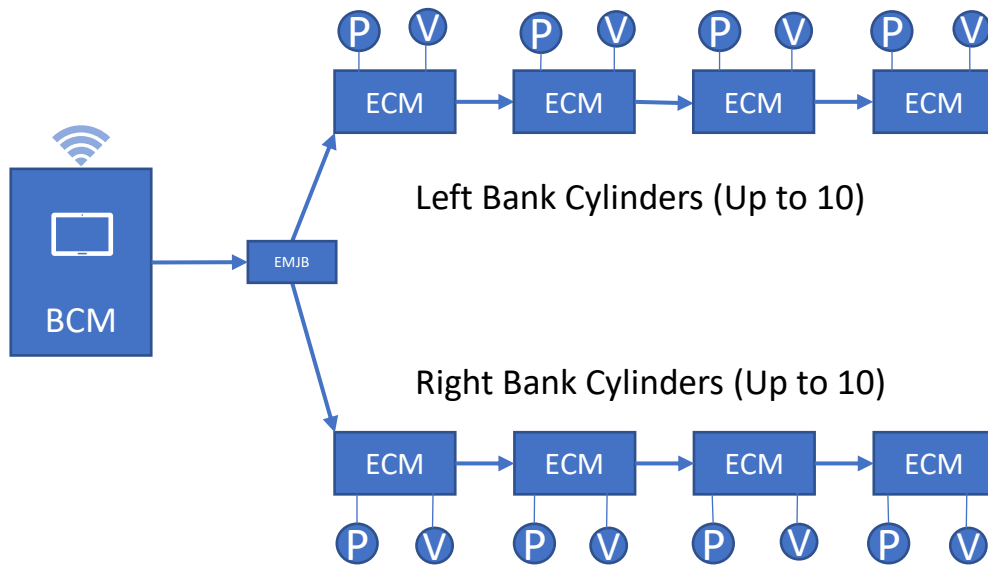 P V P V P V P V
ECM ECM ECM ECM
Left Bank Cylinders (Up to 10)
EMJB
BCM
Right Bank Cylinders (Up to 10)
ECM ECM ECM ECM
P V P V P V P V